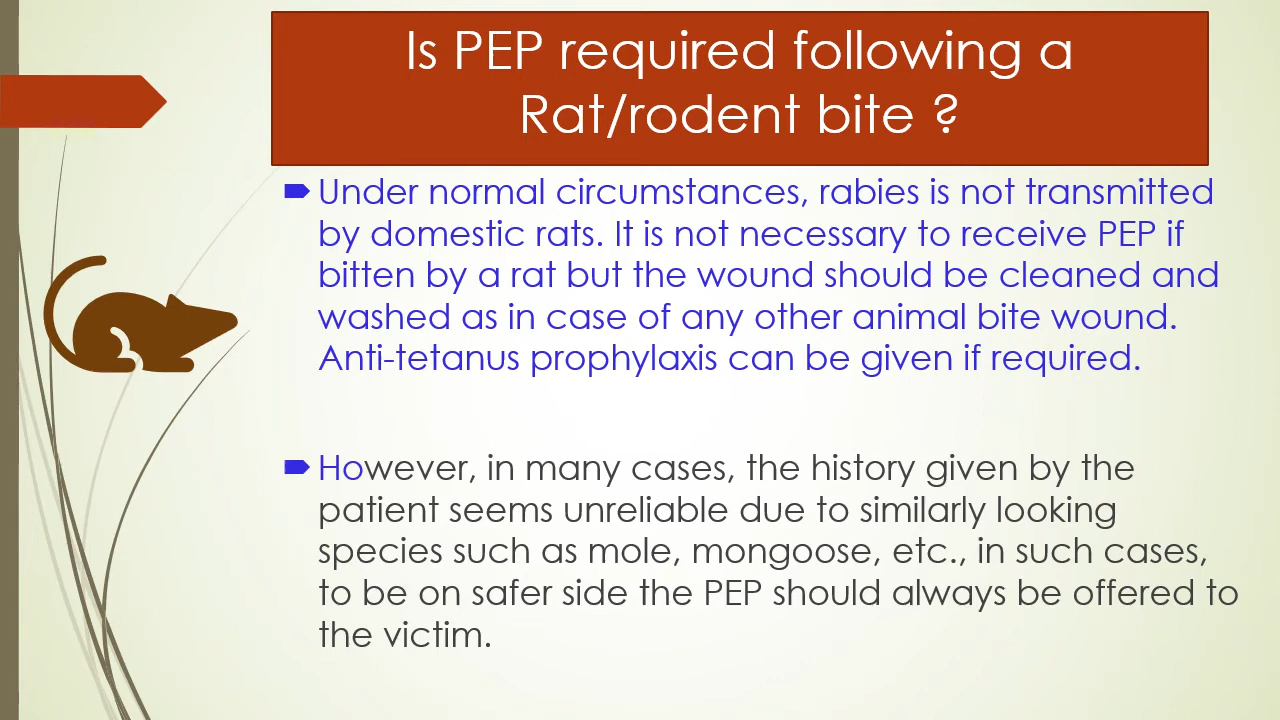 Is PEP required following a
Rat/rodent bite ?
Under normal circumstances, rabies is not transmitted
by domestic rats. It is not necessary to receive PEP if
bitten by a rat but the wound should be cleaned and
washed as in case of any other animal bite wound.
Anti-tetanus prophylaxis can be given if required.
However, in many cases, the history given by the
patient seems unreliable due to similarly looking
species such as mole, mongoose, etc., in such cases,
to be on safer side the PEP should always be offered to
the victim.